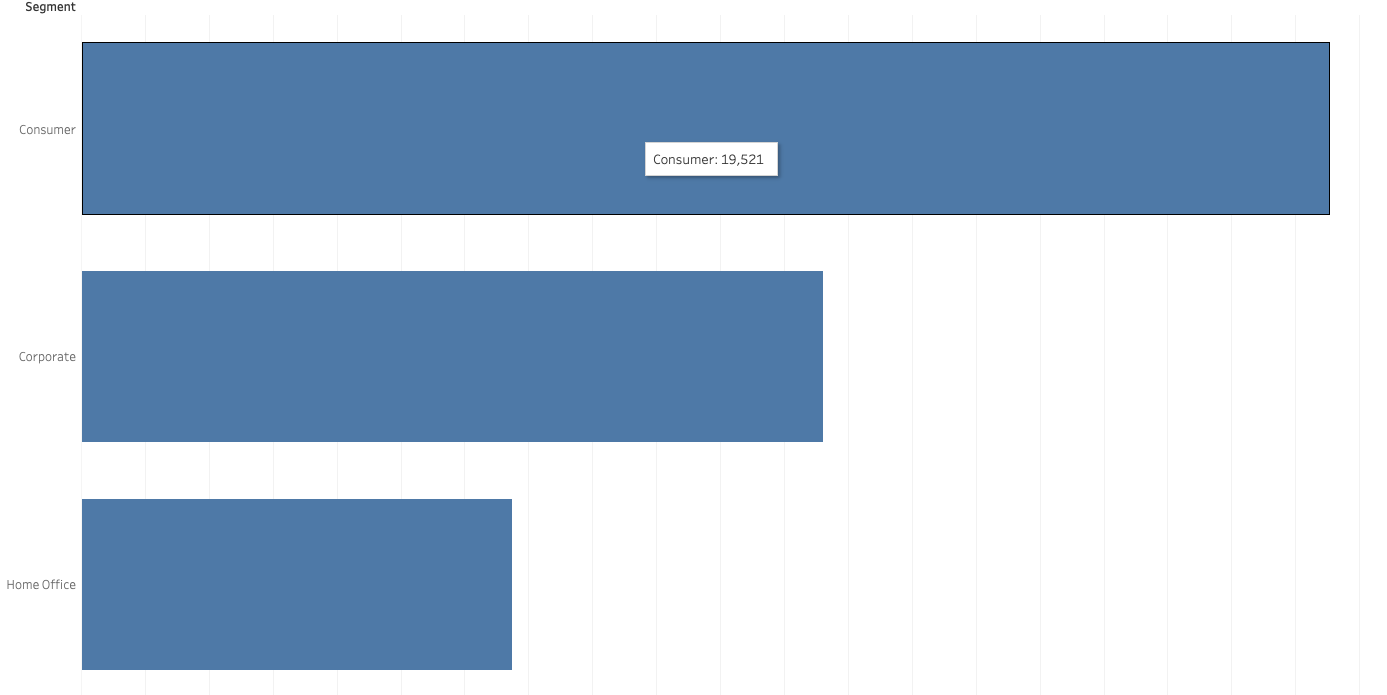 Segment
Consumer
Consumer: 19,521
Corporate
Home Office